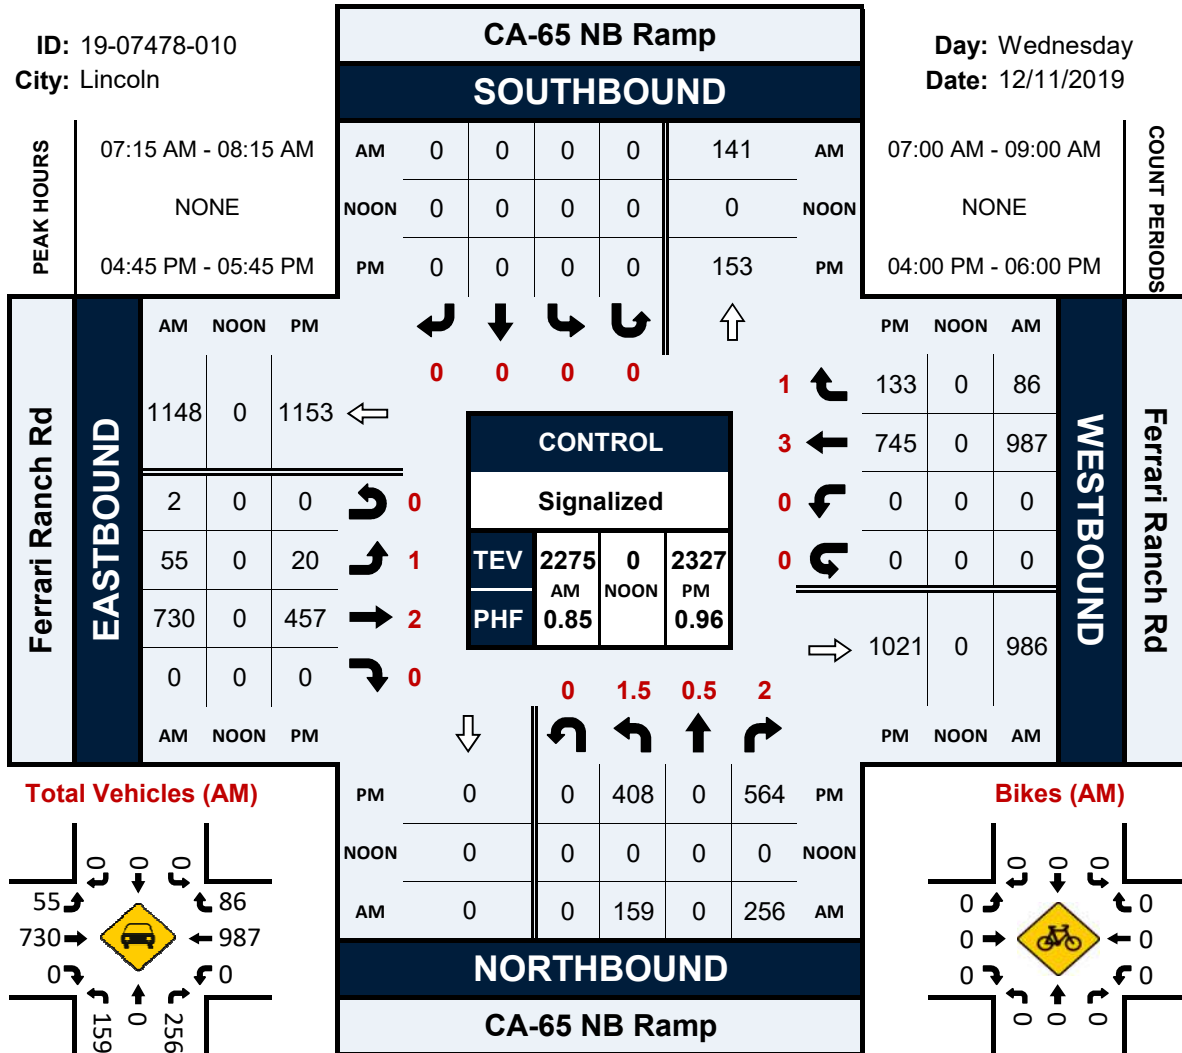 ID: 19-07478-010
City: Lincoln
CA-65 NB Ramp
SOUTHBOUND
Day: Wednesday
Date: 12/11/2019
PEAK HOURS
07:15 AM - 08:15 AM
NONE
04:45 PM - 05:45 PM
AM 0 0 0 0 141 AM
NOON 0 0 0 0 0 NOON
PM 0 0 0 0 153 PM
07:00 AM - 09:00 AM
NONE
04:00 PM - 06:00 PM
COUNT PERIODS
0 0 0 0
Ferrari Ranch Rd
EASTBOUND
AM NOON PM
1148 0 1153
2 0 0 0
55 0 20 1
730 0 457 2
0 0 0 0
AM NOON PM
CONTROL
Signalized
TEV 2275 0 2327
AM NOON PM
PHF 0.85 0.96
PM NOON AM
1 133 0 86
3 745 0 987
0 0 0 0
0 0 0 0
1021 0 986
PM NOON AM
WESTBOUND
Ferrari Ranch Rd
0 1.5 0.5 2
PM 0 0 408 0 564 PM
NOON 0 0 0 0 0 NOON
AM 0 0 159 0 256 AM
NORTHBOUND
CA-65 NB Ramp
Total Vehicles (AM)
0 0 0
55 86
730 987
0 0
159 0 256
Bikes (AM)
0 0 0
0 0
0 0
0 0
0 0 0